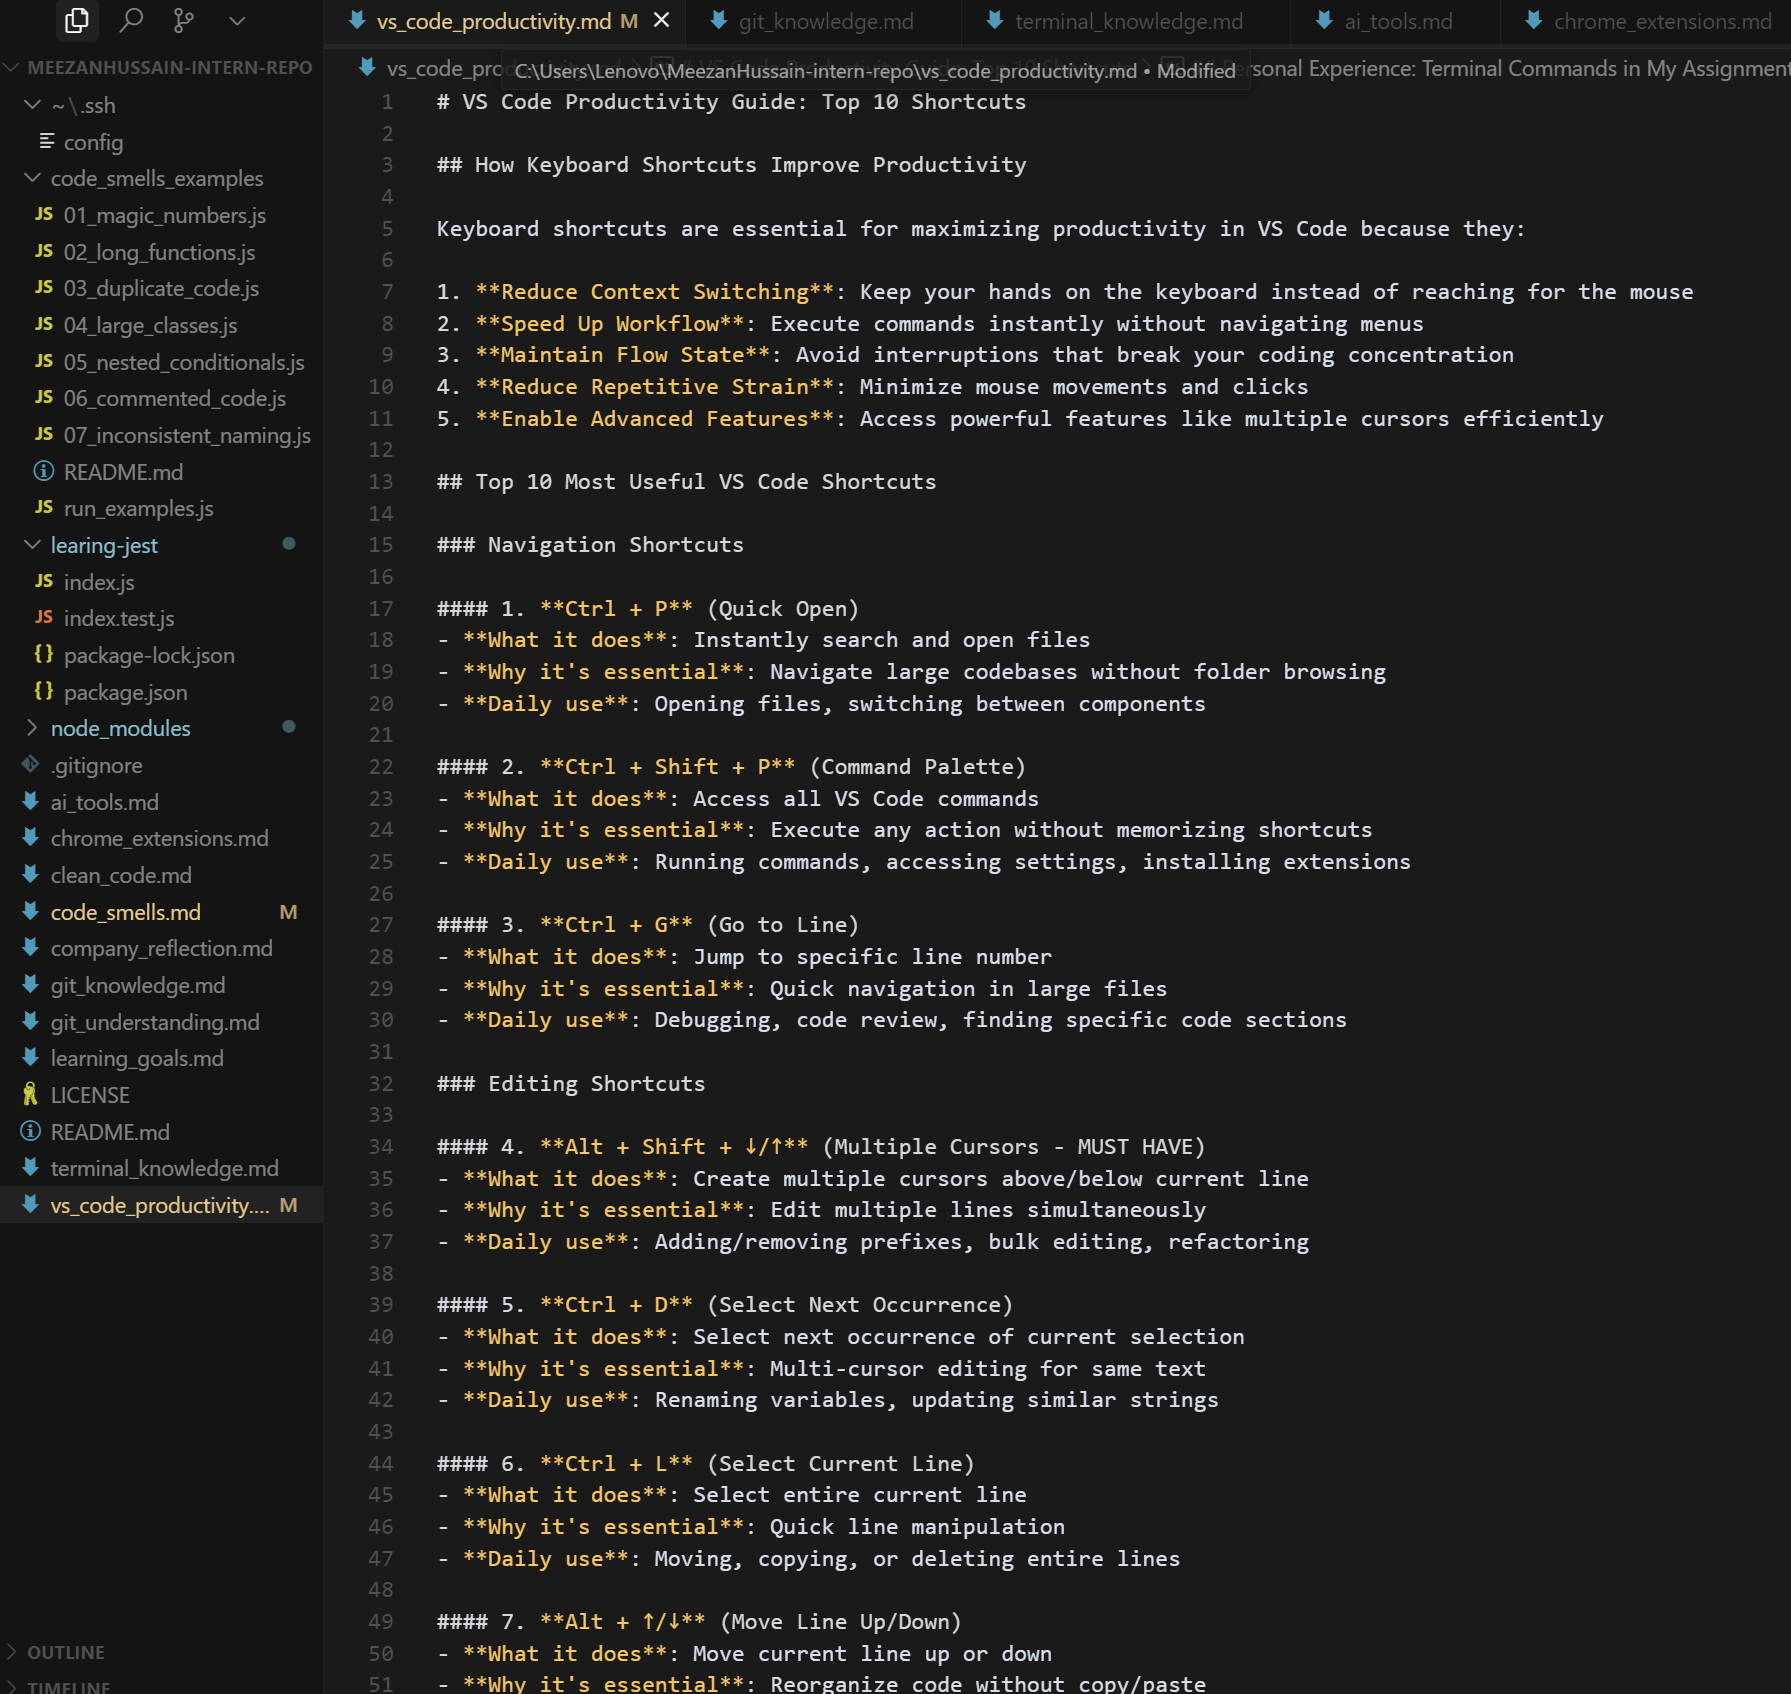 MEEZANHUSSAIN-INTERN-REPO
~\.ssh
config
code_smells_examples
JS 01_magic_numbers.js
JS 02_long_functions.js
JS 03_duplicate_code.js
JS 04_large_classes.js
JS 05_nested_conditionals.js
JS 06_commented_code.js
JS 07_inconsistent_naming.js
README.md
JS run_examples.js
learing-jest
JS index.js
JS index.test.js
{} package-lock.json
{} package.json
node_modules
.gitignore
ai_tools.md
chrome_extensions.md
clean_code.md
code_smells.md M
company_reflection.md
git_knowledge.md
git_understanding.md
learning_goals.md
LICENSE
README.md
terminal_knowledge.md
vs_code_productivity.... M
OUTLINE
TIMELINE
vs_code_productivity.md M
git_knowledge.md
terminal_knowledge.md
ai_tools.md
chrome_extensions.md
vs_code_pro
C:\Users\Lenovo\MeezanHussain-intern-repo\vs_code_productivity.md • Modified
rsonal Experience: Terminal Commands in My Assignment
1 # VS Code Productivity Guide: Top 10 Shortcuts
2
3 ## How Keyboard Shortcuts Improve Productivity
4
5 Keyboard shortcuts are essential for maximizing productivity in VS Code because they:
6
7 1. **Reduce Context Switching**: Keep your hands on the keyboard instead of reaching for the mouse
8 2. **Speed Up Workflow**: Execute commands instantly without navigating menus
9 3. **Maintain Flow State**: Avoid interruptions that break your coding concentration
10 4. **Reduce Repetitive Strain**: Minimize mouse movements and clicks
11 5. **Enable Advanced Features**: Access powerful features like multiple cursors efficiently
12
13 ## Top 10 Most Useful VS Code Shortcuts
14
15 ### Navigation Shortcuts
16
17 #### 1. **Ctrl + P** (Quick Open)
18 - **What it does**: Instantly search and open files
19 - **Why it's essential**: Navigate large codebases without folder browsing
20 - **Daily use**: Opening files, switching between components
21
22 #### 2. **Ctrl + Shift + P** (Command Palette)
23 - **What it does**: Access all VS Code commands
24 - **Why it's essential**: Execute any action without memorizing shortcuts
25 - **Daily use**: Running commands, accessing settings, installing extensions
26
27 #### 3. **Ctrl + G** (Go to Line)
28 - **What it does**: Jump to specific line number
29 - **Why it's essential**: Quick navigation in large files
30 - **Daily use**: Debugging, code review, finding specific code sections
31
32 ### Editing Shortcuts
33
34 #### 4. **Alt + Shift + ↓/↑** (Multiple Cursors - MUST HAVE)
35 - **What it does**: Create multiple cursors above/below current line
36 - **Why it's essential**: Edit multiple lines simultaneously
37 - **Daily use**: Adding/removing prefixes, bulk editing, refactoring
38
39 #### 5. **Ctrl + D** (Select Next Occurrence)
40 - **What it does**: Select next occurrence of current selection
41 - **Why it's essential**: Multi-cursor editing for same text
42 - **Daily use**: Renaming variables, updating similar strings
43
44 #### 6. **Ctrl + L** (Select Current Line)
45 - **What it does**: Select entire current line
46 - **Why it's essential**: Quick line manipulation
47 - **Daily use**: Moving, copying, or deleting entire lines
48
49 #### 7. **Alt + ↑/↓** (Move Line Up/Down)
50 - **What it does**: Move current line up or down
51 - **Why it's essential**: Reorganize code without copy/paste